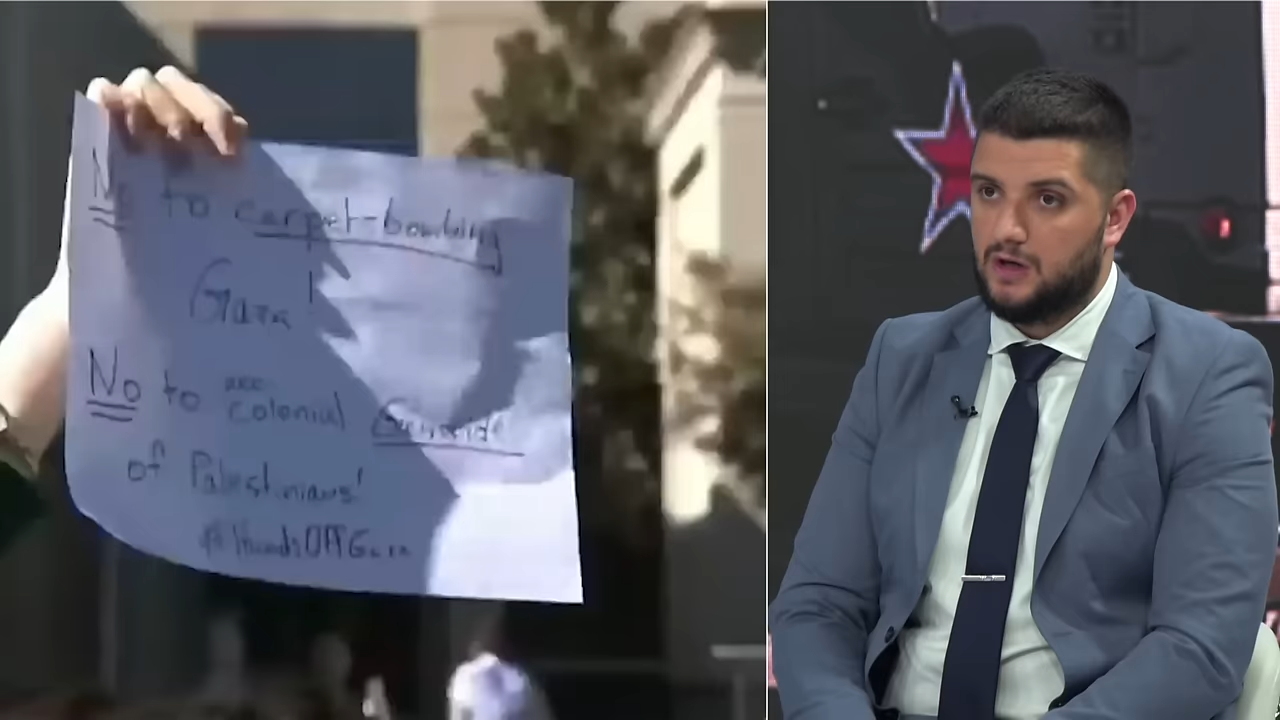 No to carpet-bombing
Gaza!
No to
colonial Genocide
of Palestinians!
#HandsOffGaza